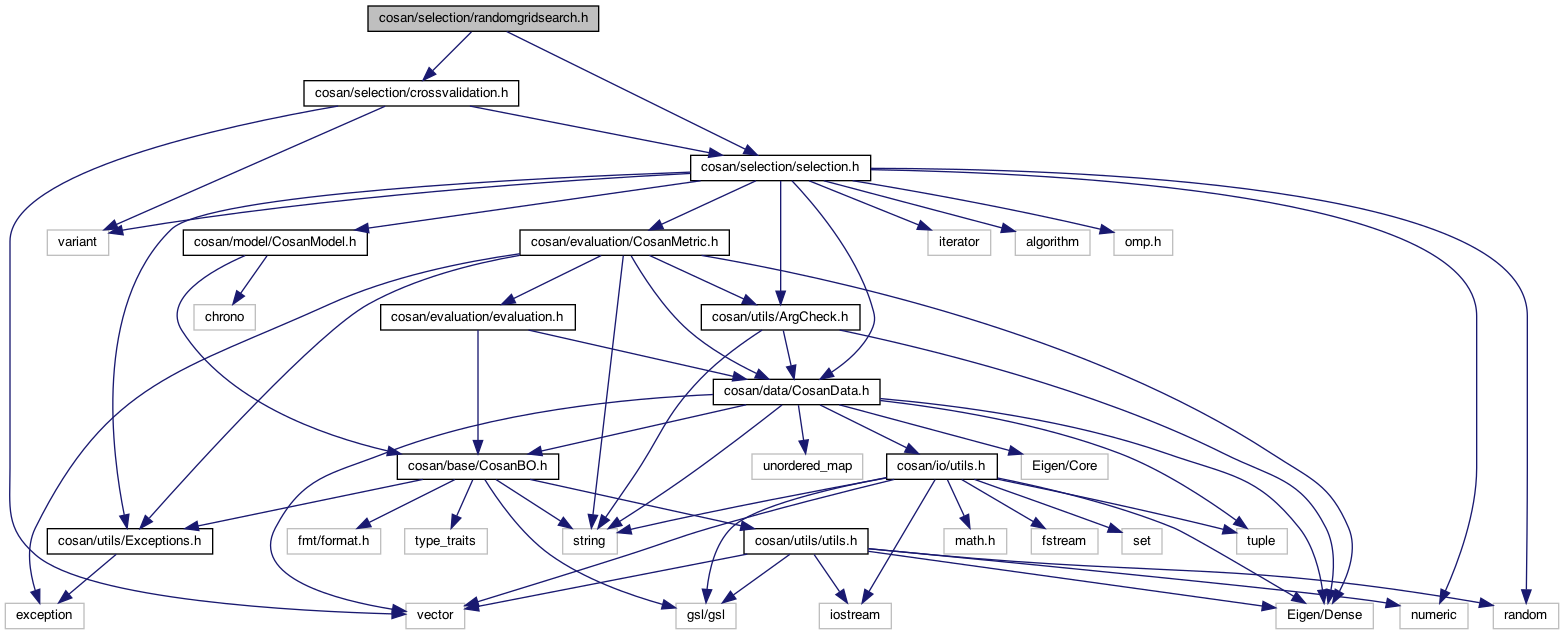 cosan/selection/randomgridsearch.h
cosan/selection/crossvalidation.h
cosan/selection/selection.h
variant
cosan/model/CosanModel.h
cosan/evaluation/CosanMetric.h
iterator
algorithm
omp.h
chrono
cosan/evaluation/evaluation.h
cosan/utils/ArgCheck.h
cosan/data/CosanData.h
cosan/base/CosanBO.h
unordered_map
cosan/io/utils.h
Eigen/Core
cosan/utils/Exceptions.h
fmt/format.h
type_traits
string
cosan/utils/utils.h
math.h
fstream
set
tuple
exception
vector
gsl/gsl
iostream
Eigen/Dense
numeric
random